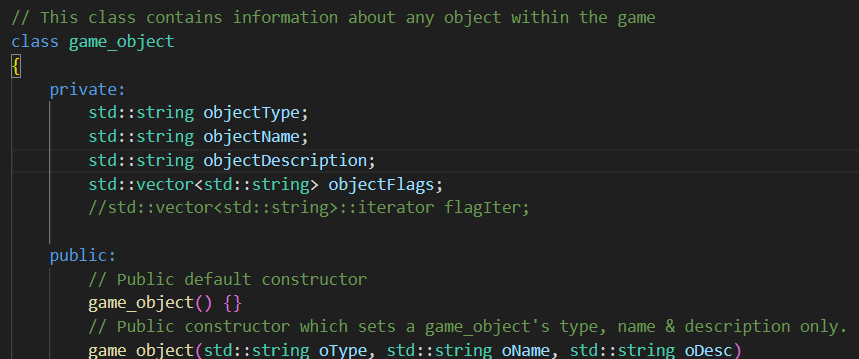 // This class contains information about any object within the game
class game_object
{
private:
std::string objectType;
std::string objectName;
std::string objectDescription;
std::vector<std::string> objectFlags;
//std::vector<std::string>::iterator flagIter;
public:
// Public default constructor
game_object() {}
// Public constructor which sets a game_object's type, name & description only.
game_object(std::string oType, std::string oName, std::string oDesc)